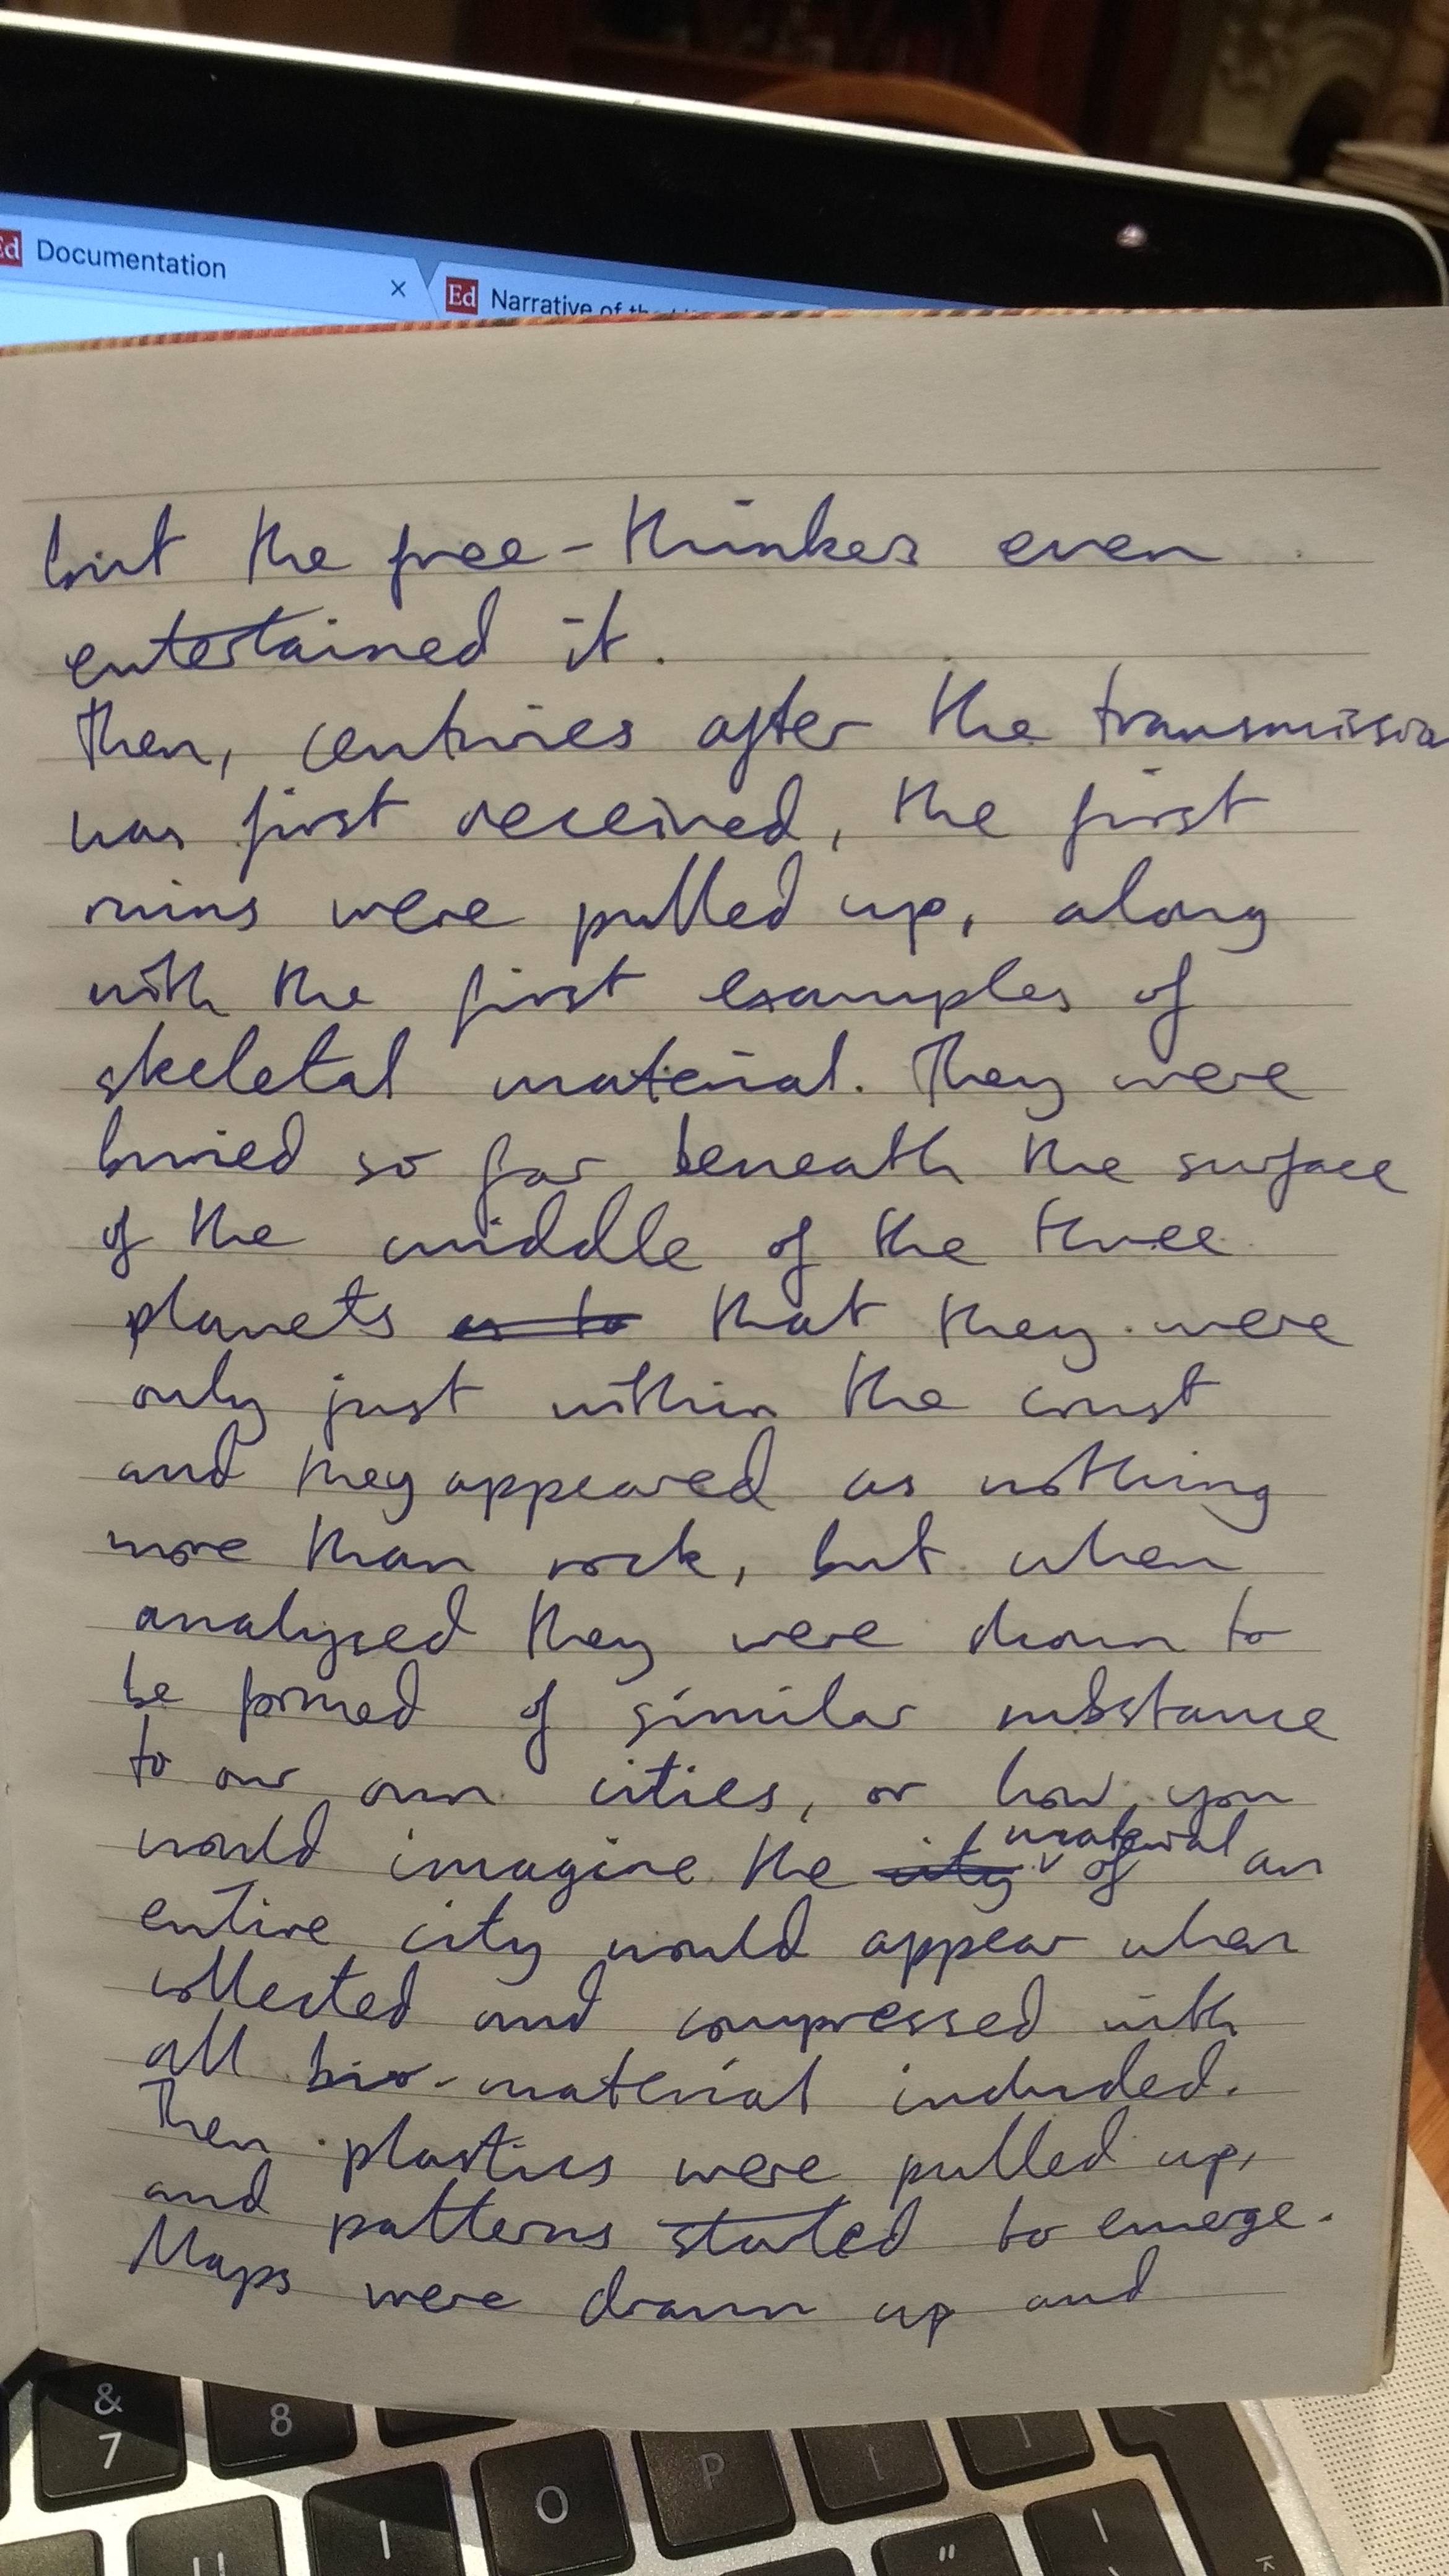 Ed Documentation × Ed Narrative of the
but the free-thinkers even
entertained it.
Then, centuries after the transmission
was first received, the first
ruins were pulled up, along
with the first examples of
skeletal material. They were
buried so far beneath the surface
of the middle of the three
planets as to that they were
only just within the crust
and they appeared as nothing
more than rock, but when
analysed they were shown to
be formed of similar substance
to our own cities, or how you
would imagine the city material of an
entire city would appear when
collected and compressed with
all bio-material included.
Then plastics were pulled up,
and patterns started to emerge.
Maps were drawn up and
&
7 8
U I O P [ ]
"